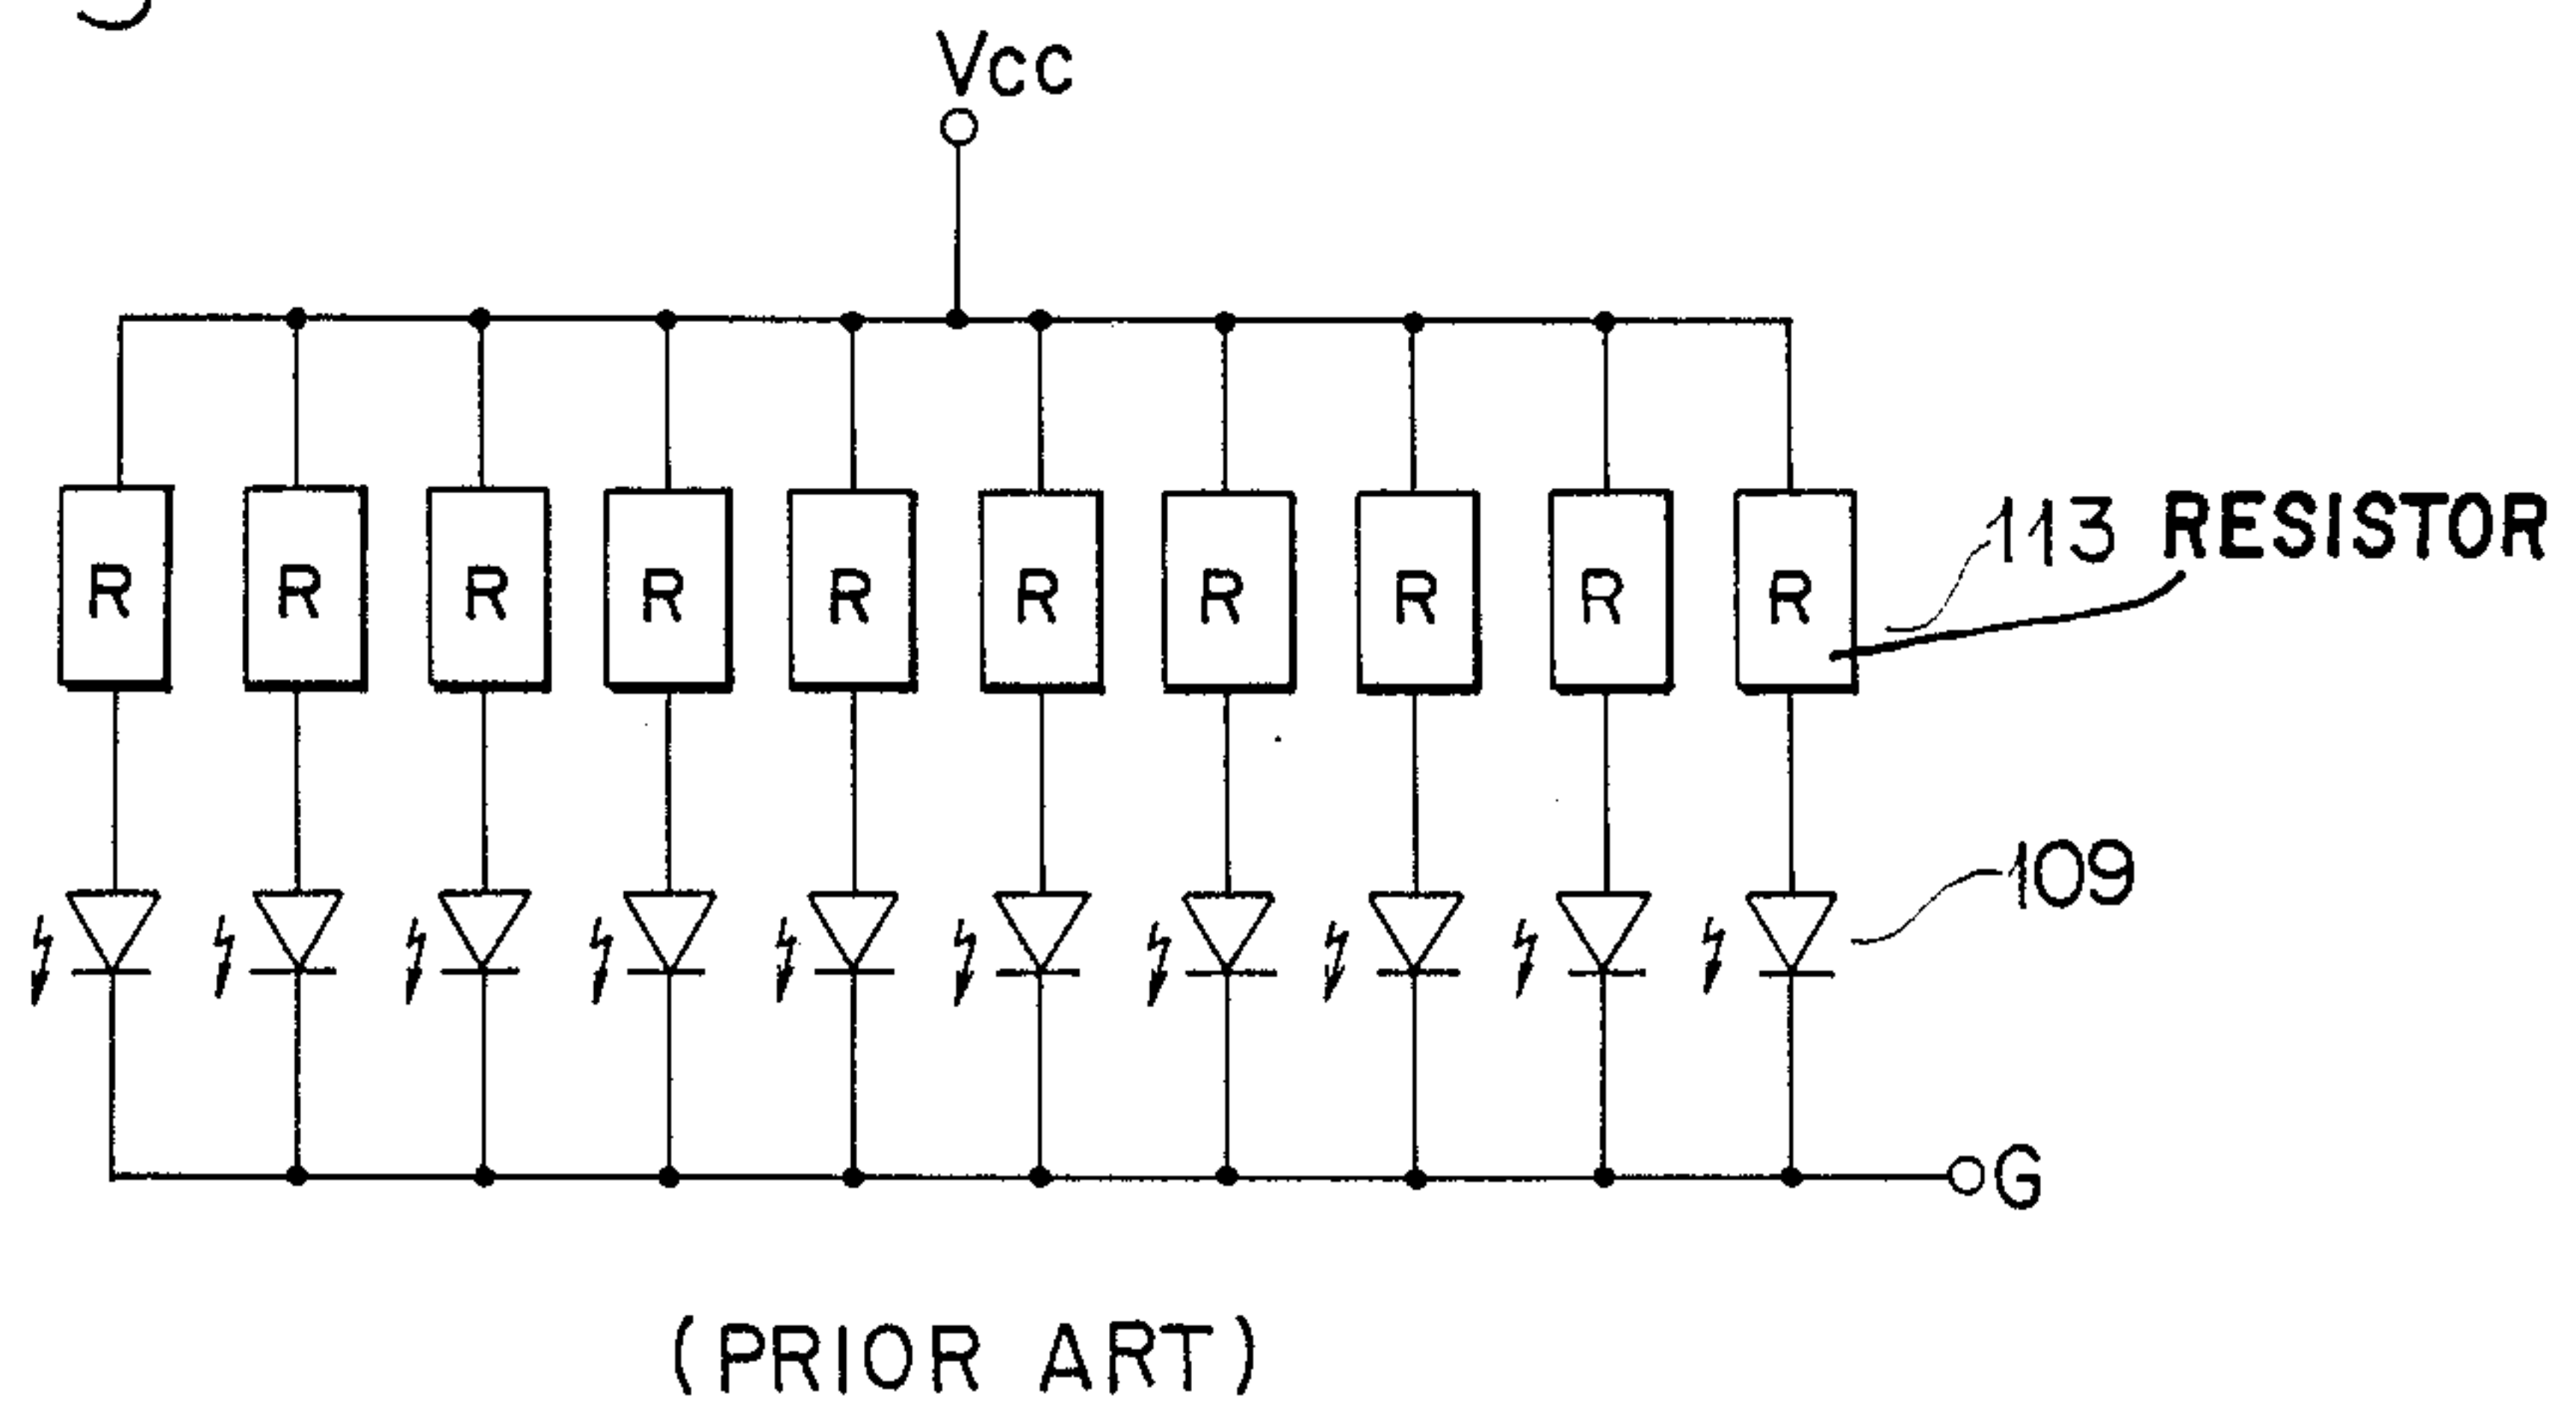 Vcc
R R R R R R R R R R
113 RESISTOR
109
G
(PRIOR ART)